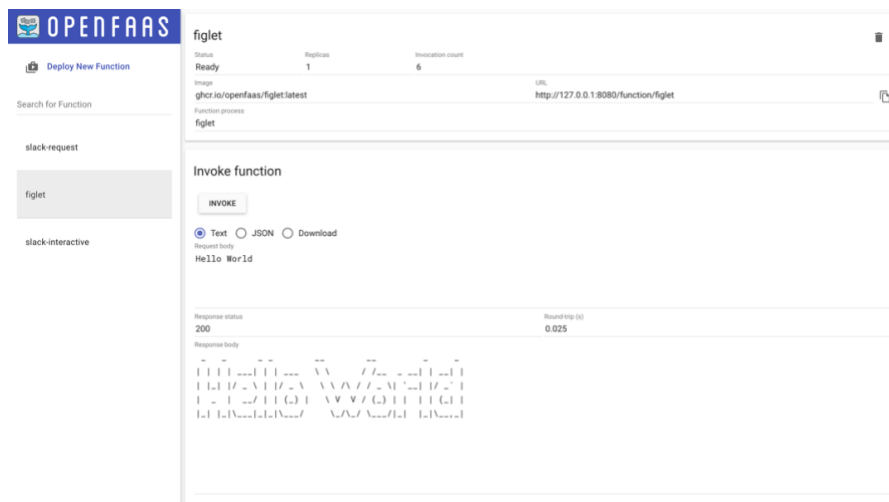 OPENFAAS
Deploy New Function
Search for Function
slack-request
figlet
slack-interactive
figlet
Status Replicas Invocation count
Ready 1 6
Image URL
ghcr.io/openfaas/figlet:latest http://127.0.0.1:8080/function/figlet
Function process
figlet
Invoke function
INVOKE
Text JSON Download
Request body
Hello World
Response status Round-trip (s)
200 0.025
Response body
Hello World